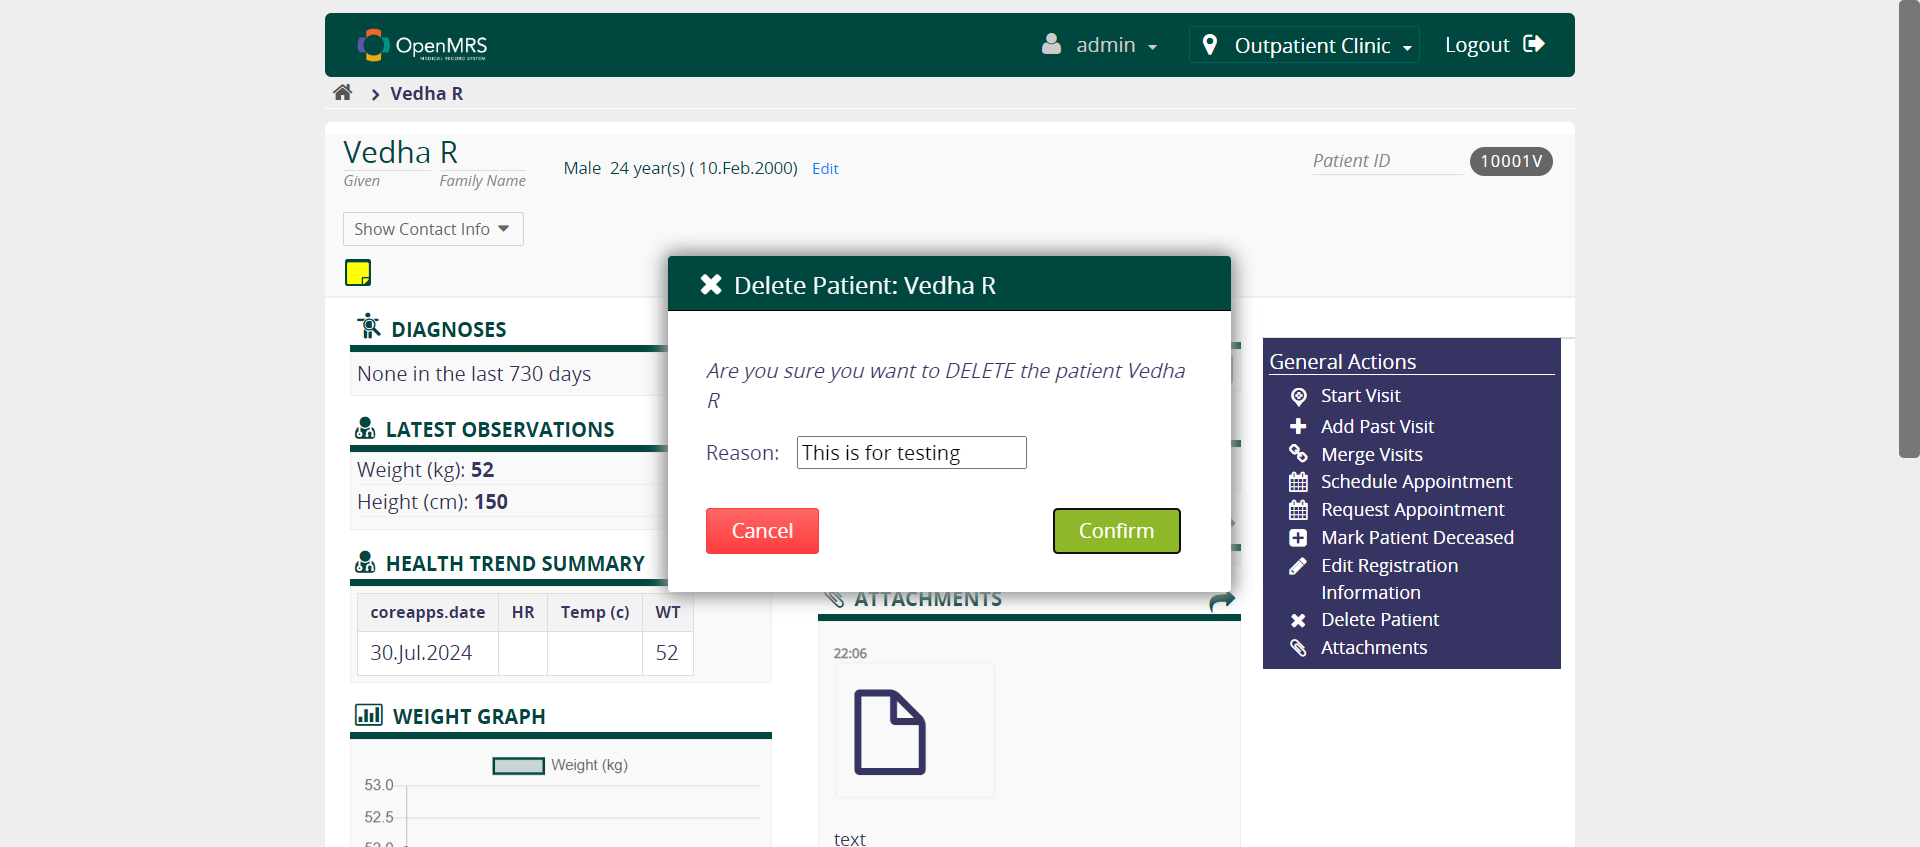 OpenMRS
MEDICAL RECORD SYSTEM
admin
Outpatient Clinic
Logout
Vedha R
Vedha R
Given Family Name
Male 24 year(s) ( 10.Feb.2000) Edit
Patient ID 10001V
Show Contact Info
Delete Patient: Vedha R
Are you sure you want to DELETE the patient Vedha
R
Reason: This is for testing
Cancel Confirm
DIAGNOSES
None in the last 730 days
LATEST OBSERVATIONS
Weight (kg): 52
Height (cm): 150
HEALTH TREND SUMMARY
coreapps.date HR Temp (c) WT
30.Jul.2024 52
WEIGHT GRAPH
Weight (kg)
53.0
52.5
ATTACHMENTS
22:06
text
General Actions
Start Visit
Add Past Visit
Merge Visits
Schedule Appointment
Request Appointment
Mark Patient Deceased
Edit Registration
Information
Delete Patient
Attachments